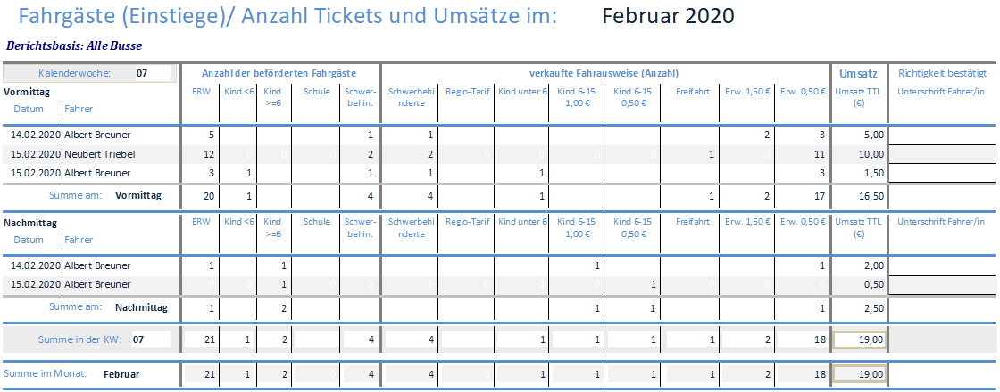 Fahrgäste (Einstiege)/ Anzahl Tickets und Umsätze im: Februar 2020
Berichtsbasis: Alle Busse
Kalenderwoche: 07 Anzahl der beförderten Fahrgäste verkaufte Fahrausweise (Anzahl) Umsatz Richtigkeit bestätigt
Vormittag ERW Kind <6 Kind Schule Schwer- Schwerbehi Regio-Tarif Kind unter 6 Kind 6-15 Kind 6-15 Freifahrt Erw. 1,50 € Erw. 0,50 € Umsatz TTL Unterschrift Fahrer/in
Datum Fahrer >=6 behin. nderte 1,00 € 0,50 € (€)
14.02.2020 Albert Breuner 5 1 1 2 3 5,00
15.02.2020 Neubert Triebel 12 0 0 0 2 2 0 0 0 0 1 0 11 10,00
15.02.2020 Albert Breuner 3 1 1 1 1 3 1,50
Summe am: Vormittag 20 1 4 4 1 1 2 17 16,50
Nachmittag ERW Kind <6 Kind Schule Schwer- Schwerbehi Regio-Tarif Kind unter 6 Kind 6-15 Kind 6-15 Freifahrt Erw. 1,50 € Erw. 0,50 € Umsatz TTL Unterschrift Fahrer/in
Datum Fahrer >=6 behin. nderte 1,00 € 0,50 € (€)
14.02.2020 Albert Breuner 1 1 1 1 2,00
15.02.2020 Albert Breuner 0 0 1 0 0 0 0 0 0 1 0 0 0 0,50
Summe am: Nachmittag 1 2 1 1 1 2,50
Summe in der KW: 07 21 1 2 4 4 1 1 1 1 2 18 19,00
Summe im Monat: Februar 21 1 2 4 4 1 1 1 1 2 18 19,00